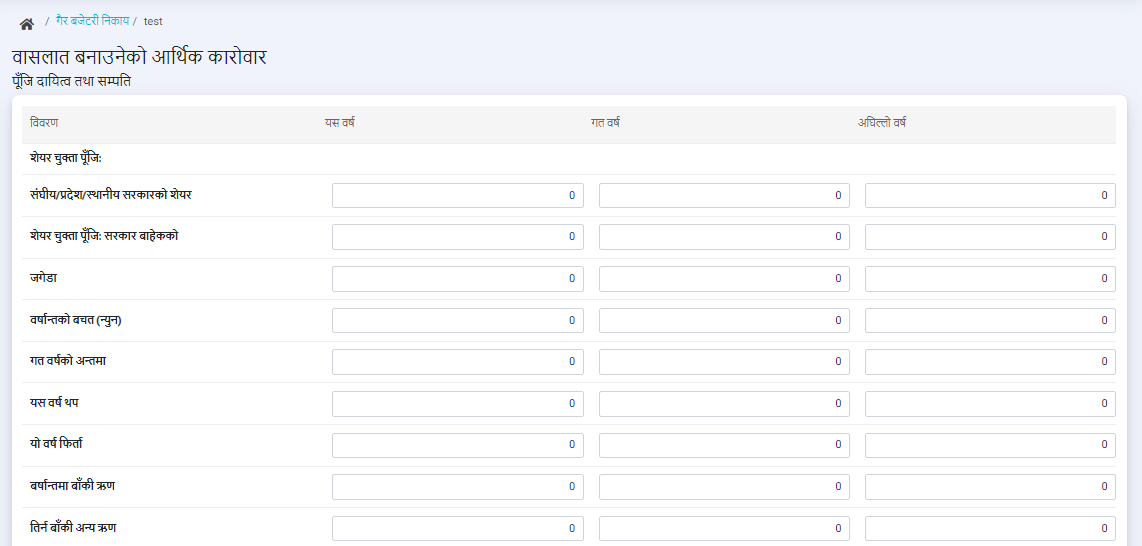 / गैर बजेटरी निकाय / test
वासलात बनाउनेको आर्थिक कारोवार
पूँजि दायित्व तथा सम्पति
विवरण यस वर्ष गत वर्ष अघिल्लो वर्ष
शेयर चुक्ता पूँजि:
संघीय/प्रदेश/स्थानीय सरकारको शेयर 0 0 0
शेयर चुक्ता पूँजि: सरकार बाहेकको 0 0 0
जगेडा 0 0 0
वर्षान्तको बचत (न्युन) 0 0 0
गत वर्षको अन्तमा 0 0 0
यस वर्ष थप 0 0 0
यो वर्ष फिर्ता 0 0 0
बर्षान्तमा बाँकी ऋण 0 0 0
तिर्न बाँकी अन्य ऋण 0 0 0